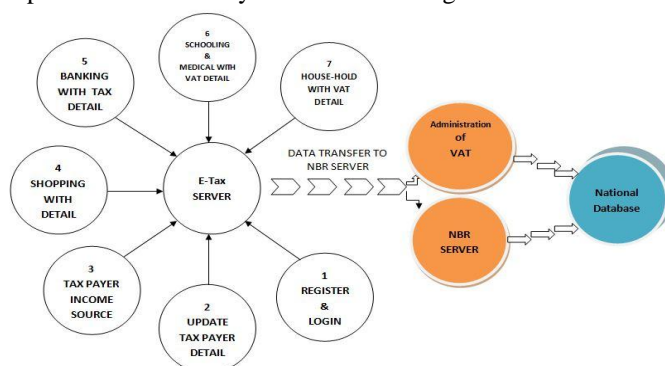 6
SCHOOLING
& 
MEDICAL WITH
VAT DETAIL
5
BANKING
WITH TAX
DETAIL
7
HOUSE-HOLD
WITH VAT
DETAIL
4
SHOPPING
WITH
DETAIL
E-Tax
SERVER
DATA TRANSFER TO
NBR SERVER
Administration
of
VAT
National
Database
NBR
SERVER
3
TAX PAYER
INCOME
SOURCE
2
UPDATE
TAX PAYER
DETAIL
1
REGISTER
&
LOGIN